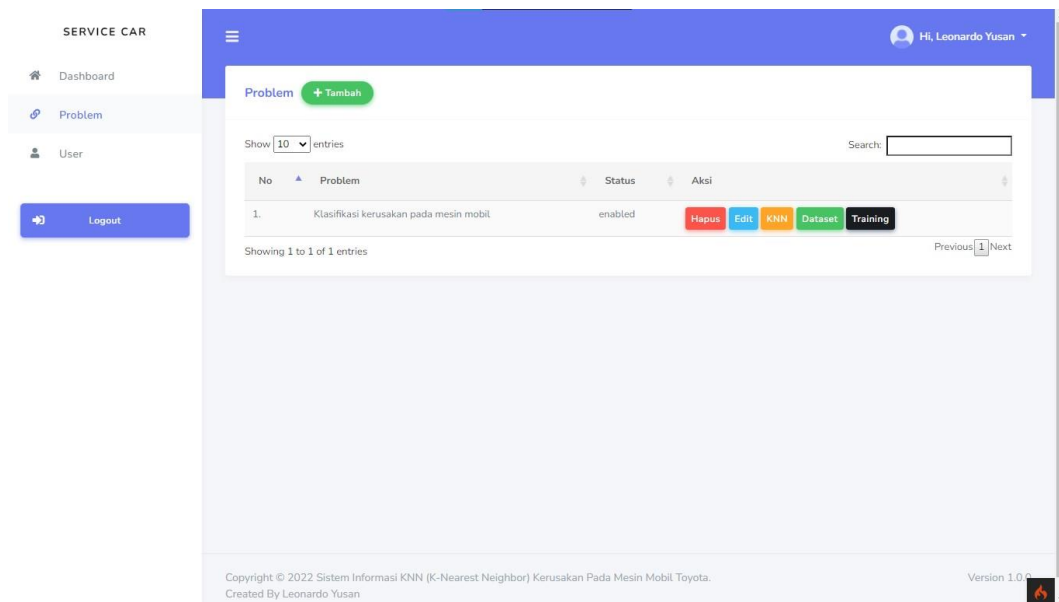 SERVICE CAR
Hi, Leonardo Yusan
Dashboard
Problem
User
Logout
Problem + Tambah
Show 10 entries
Search:
No Problem Status Aksi
1. Klasifikasi kerusakan pada mesin mobil enabled Hapus Edit KNN Dataset Training
Showing 1 to 1 of 1 entries
Previous 1 Next
Copyright © 2022 Sistem Informasi KNN (K-Nearest Neighbor) Kerusakan Pada Mesin Mobil Toyota.
Created By Leonardo Yusan
Version 1.0.0